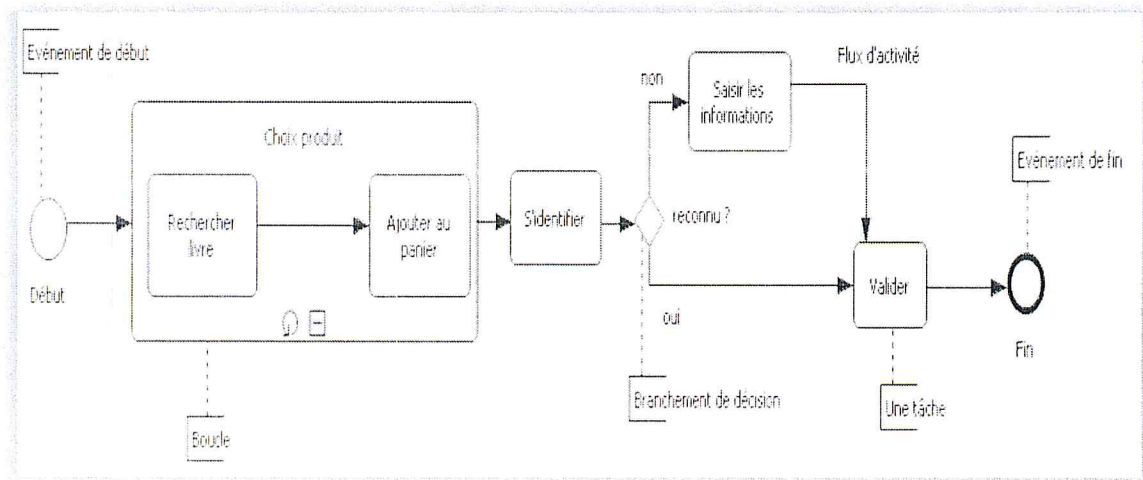 Evénement de début
Flux d'activité
non
Saisir les
informations
Choix produit
Evénement de fin
Rechercher
livre
Ajouter au
panier
S'identifier
reconnu ?
Début
Valider
oui
Fin
Branchement de décision
Une tâche
Boucle